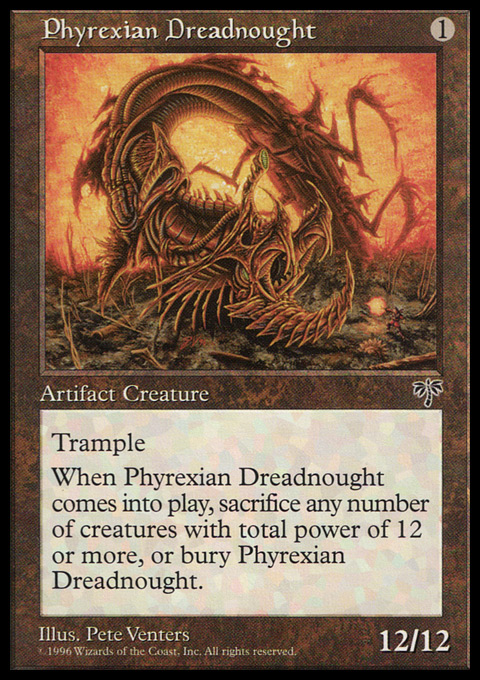 Phyrexian Dreadnought 1
Artifact Creature
Trample
When Phyrexian Dreadnought
comes into play, sacrifice any number
of creatures with total power of 12
or more, or bury Phyrexian
Dreadnought.
Illus. Pete Venters
©1996 Wizards of the Coast, Inc. All rights reserved.
12/12